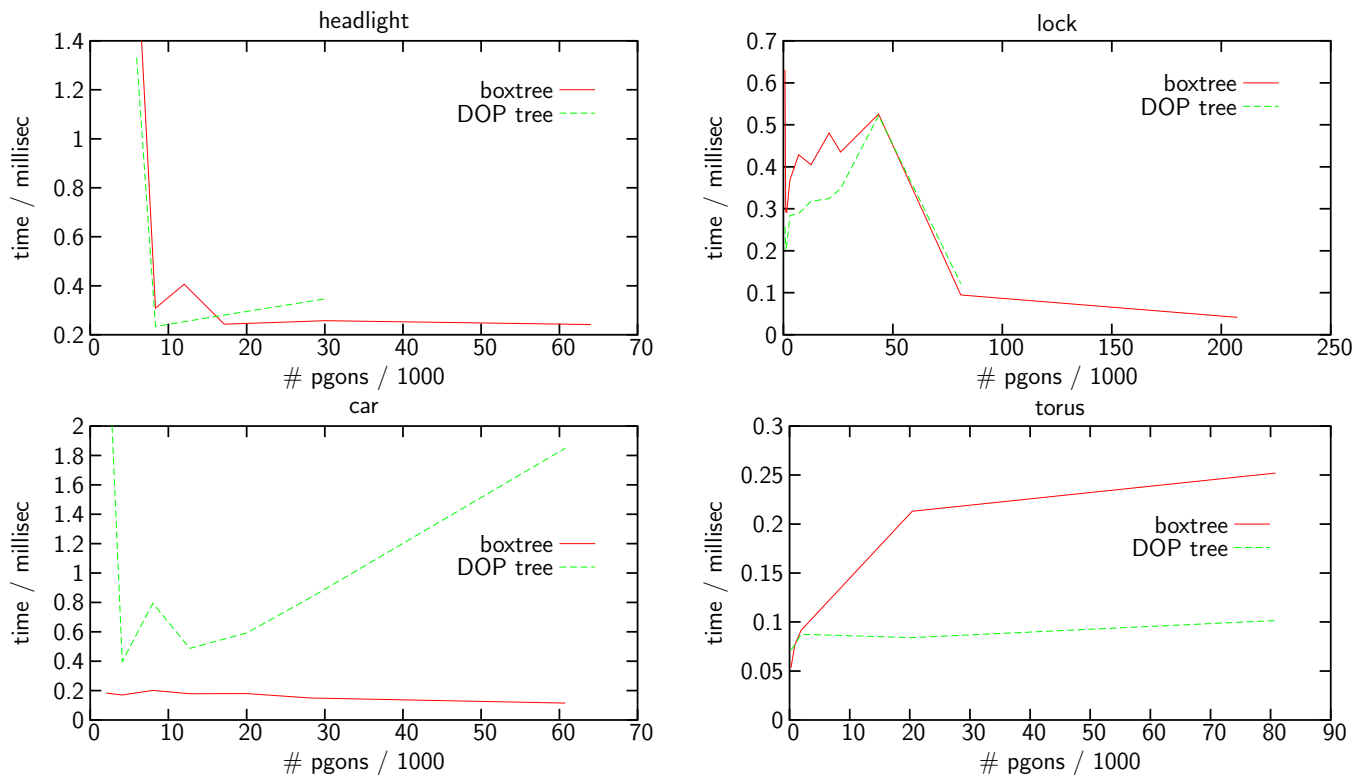 headlight
1.4
1.2
1
0.8
0.6
0.4
0.2
0 10 20 30 40 50 60 70
time / millisec
# pgons / 1000
boxtree
DOP tree
lock
0.7
0.6
0.5
0.4
0.3
0.2
0.1
0
0 50 100 150 200 250
time / millisec
# pgons / 1000
boxtree
DOP tree
car
2
1.8
1.6
1.4
1.2
1
0.8
0.6
0.4
0.2
0
0 10 20 30 40 50 60 70
time / millisec
# pgons / 1000
boxtree
DOP tree
torus
0.3
0.25
0.2
0.15
0.1
0.05
0
0 10 20 30 40 50 60 70 80 90
time / millisec
# pgons / 1000
boxtree
DOP tree